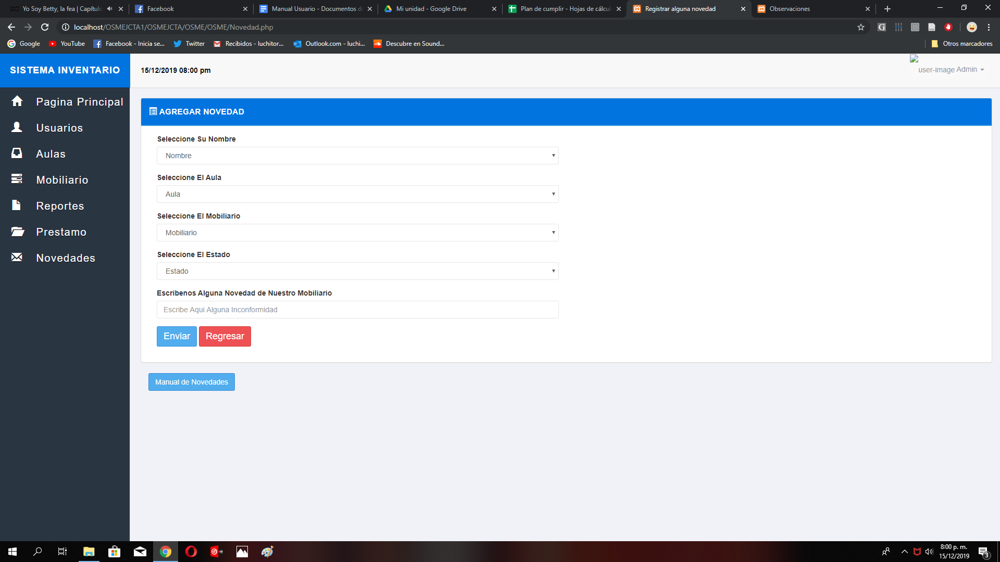 Yo Soy Betty, la fea | Capítulo
Facebook
Manual Usuario - Documentos de
Mi unidad - Google Drive
Plan de cumplir - Hojas de cálcu
Registrar alguna novedad
Observaciones
localhost/OSMEJCTA1/OSMEJCTA/OSME/OSME/Novedad.php
Google
YouTube
Facebook - Inicia se...
Twitter
Recibidos - luchitor...
Outlook.com - luchi...
Descubre en Sound...
Otros marcadores
SISTEMA INVENTARIO
15/12/2019 08:00 pm
user-image Admin
Pagina Principal
Usuarios
Aulas
Mobiliario
Reportes
Prestamo
Novedades
AGREGAR NOVEDAD
Seleccione Su Nombre
Nombre
Seleccione El Aula
Aula
Seleccione El Mobiliario
Mobiliario
Seleccione El Estado
Estado
Escribenos Alguna Novedad de Nuestro Mobiliario
Escribe Aqui Alguna Inconformidad
Enviar
Regresar
Manual de Novedades
8:00 p. m.
15/12/2019
3